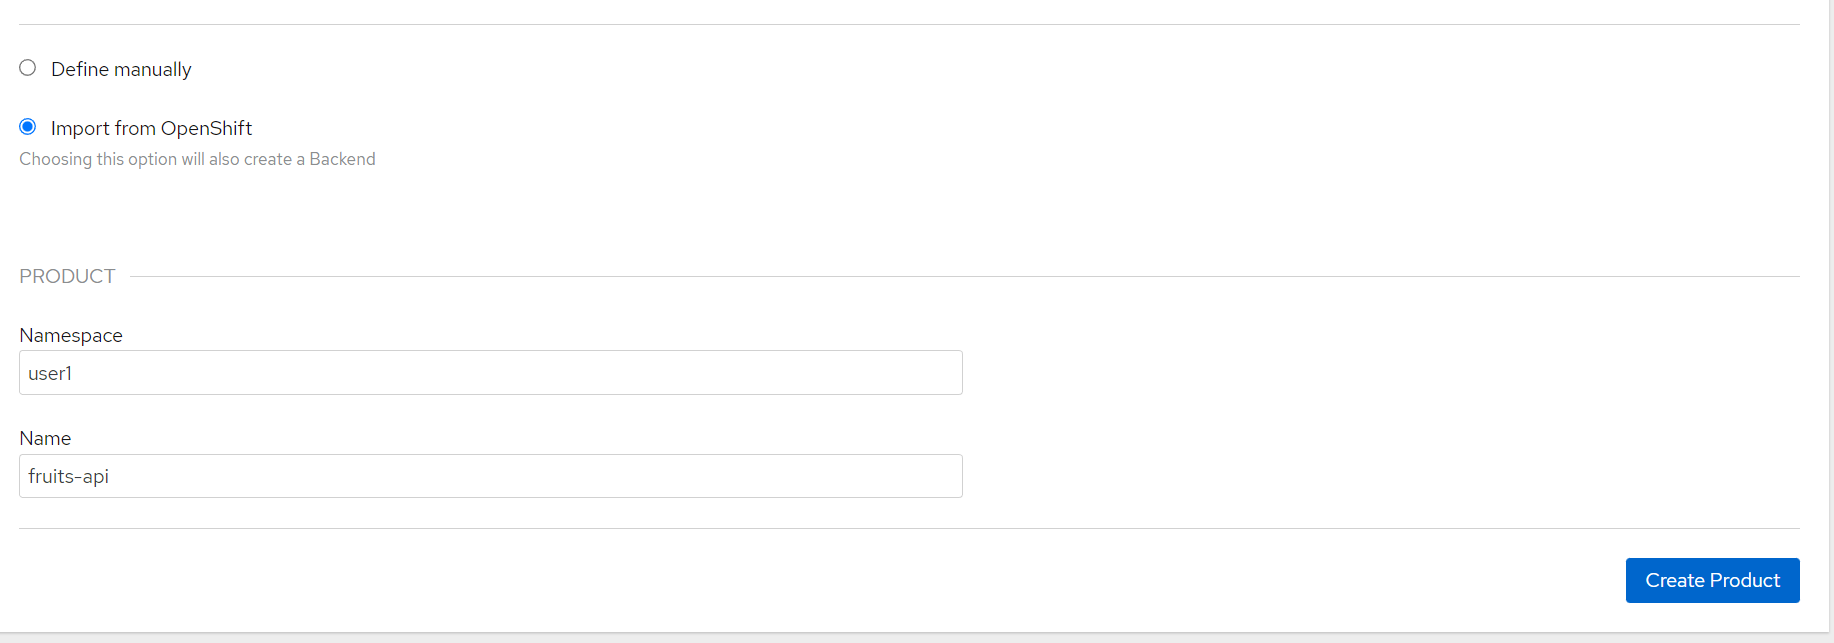 Define manually
Import from OpenShift
Choosing this option will also create a Backend
PRODUCT
Namespace
user1
Name
fruits-api
Create Product